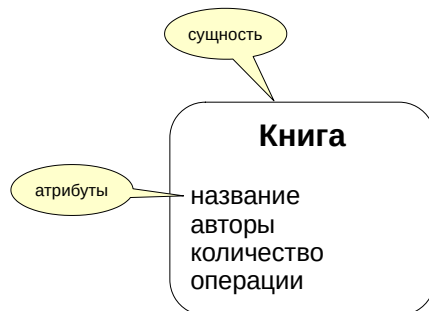 сущность
Книга
атрибуты
название
авторы
количество
операции